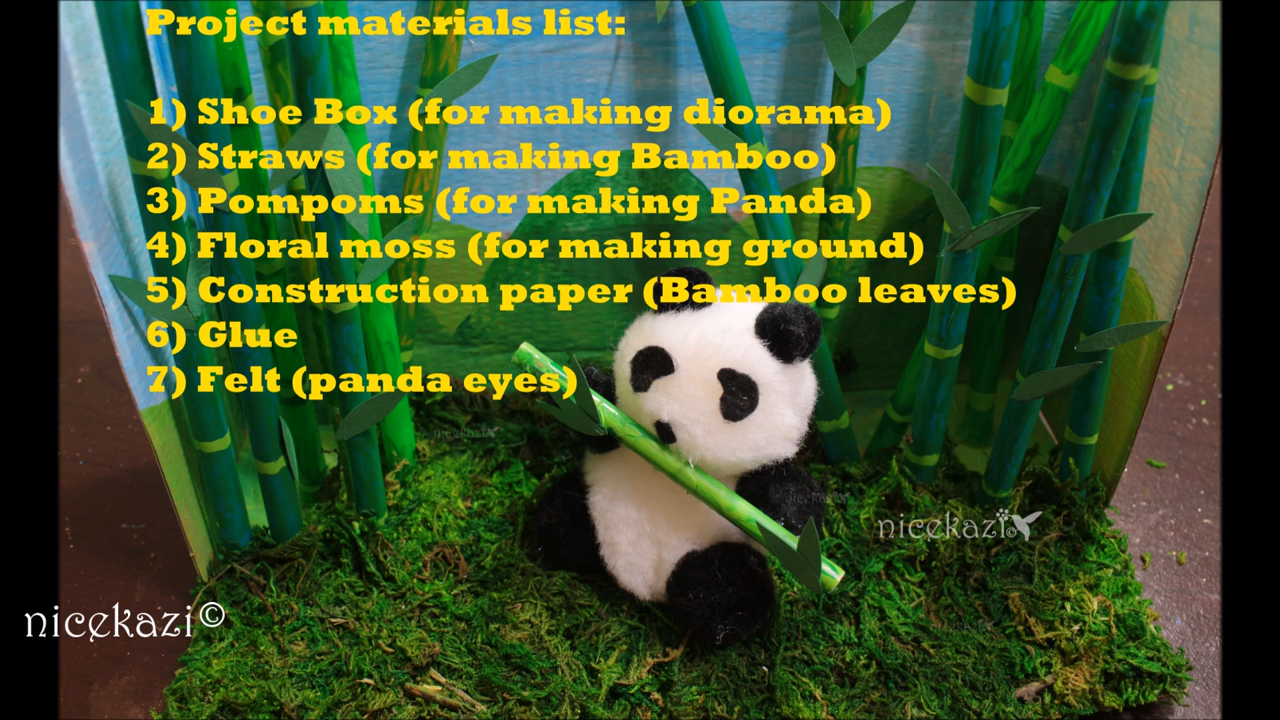 Project materials list:
1) Shoe Box (for making diorama)
2) Straws (for making Bamboo)
3) Pompoms (for making Panda)
4) Floral moss (for making ground)
5) Construction paper (Bamboo leaves)
6) Glue
7) Felt (panda eyes)
nicekazi
nicekazi
nicekazi©
nicekazi©